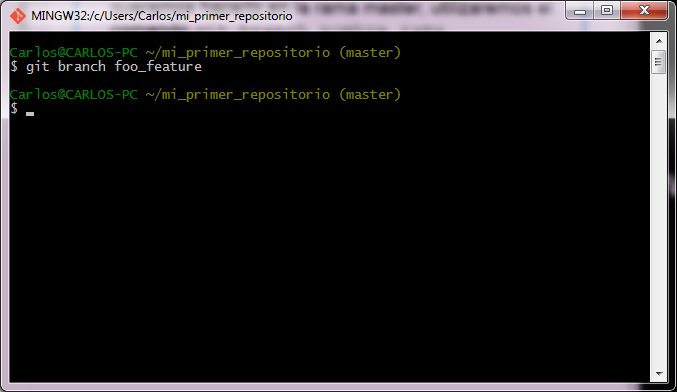 MINGW32:/c/Users/Carlos/mi_primer_repositorio
Carlos@CARLOS-PC ~/mi_primer_repositorio (master)
$ git branch foo_feature
Carlos@CARLOS-PC ~/mi_primer_repositorio (master)
$